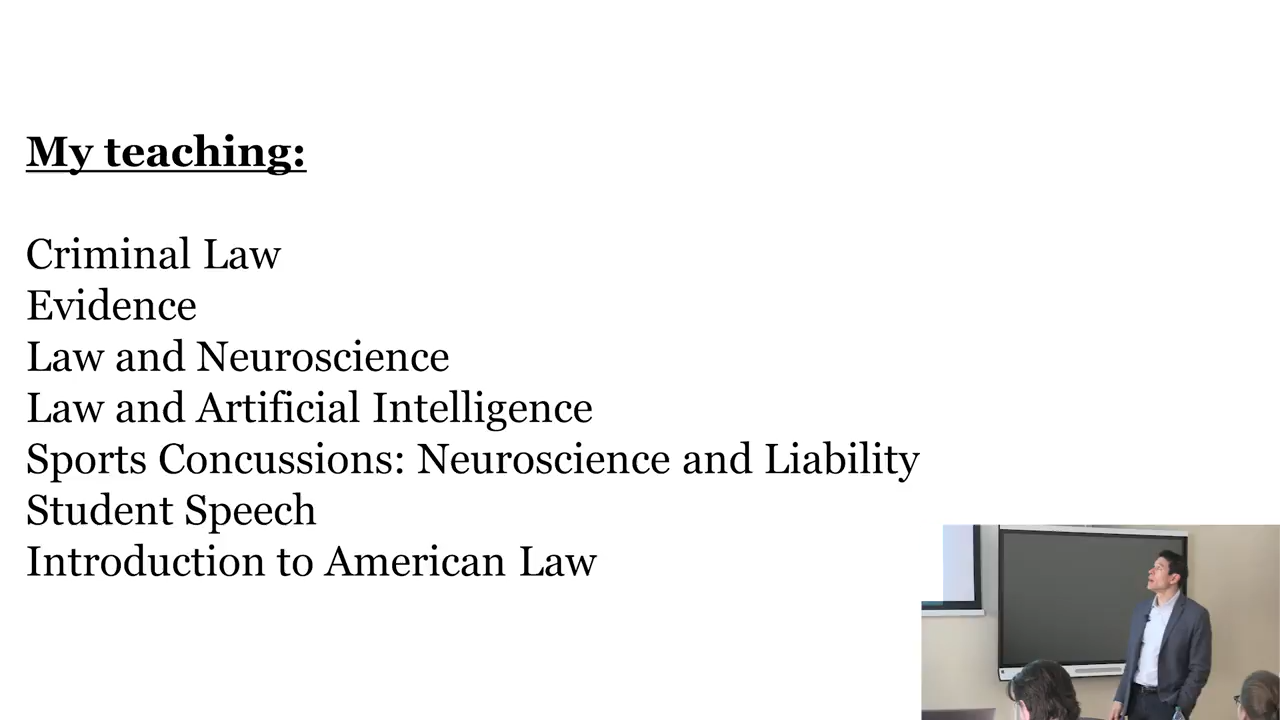 My teaching:
Criminal Law
Evidence
Law and Neuroscience
Law and Artificial Intelligence
Sports Concussions: Neuroscience and Liability
Student Speech
Introduction to American Law